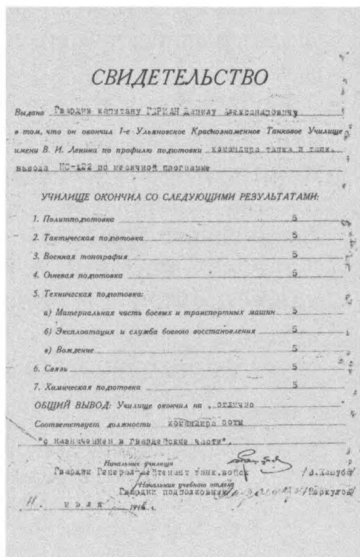 СВИДЕТЕЛЬСТВО
Выдано Гвардии капитану ГЕРМАН Даниилу Александровичу
в том, что он окончил 1-е Ульяновское Краснознаменное Танковое Училище
имени В. И. Ленина по профилю подготовки командира танка и танк.
взвода ИС-122 по месячной программе
УЧИЛИЩЕ ОКОНЧИЛ СО СЛЕДУЮЩИМИ РЕЗУЛЬТАТАМИ:
1. Политподготовка 5
2. Тактическая подготовка 5
3. Военная топография 5
4. Огневая подготовка 5
5. Техническая подготовка:
а) Материальная часть боевых и транспортных машин 5
б) Эксплоатация и служба боевого восстановления 5
в) Вождение 5
6. Связь 5
7. Химическая подготовка 5
ОБЩИЙ ВЫВОД: Училище окончил на „отлично
Соответствует должности командира роты
"с назначением в гвардейские части".
Начальник училища
Гвардии Генерал-лейтенант танк.войск
Начальник учебного отдела
Гвардии подполковник